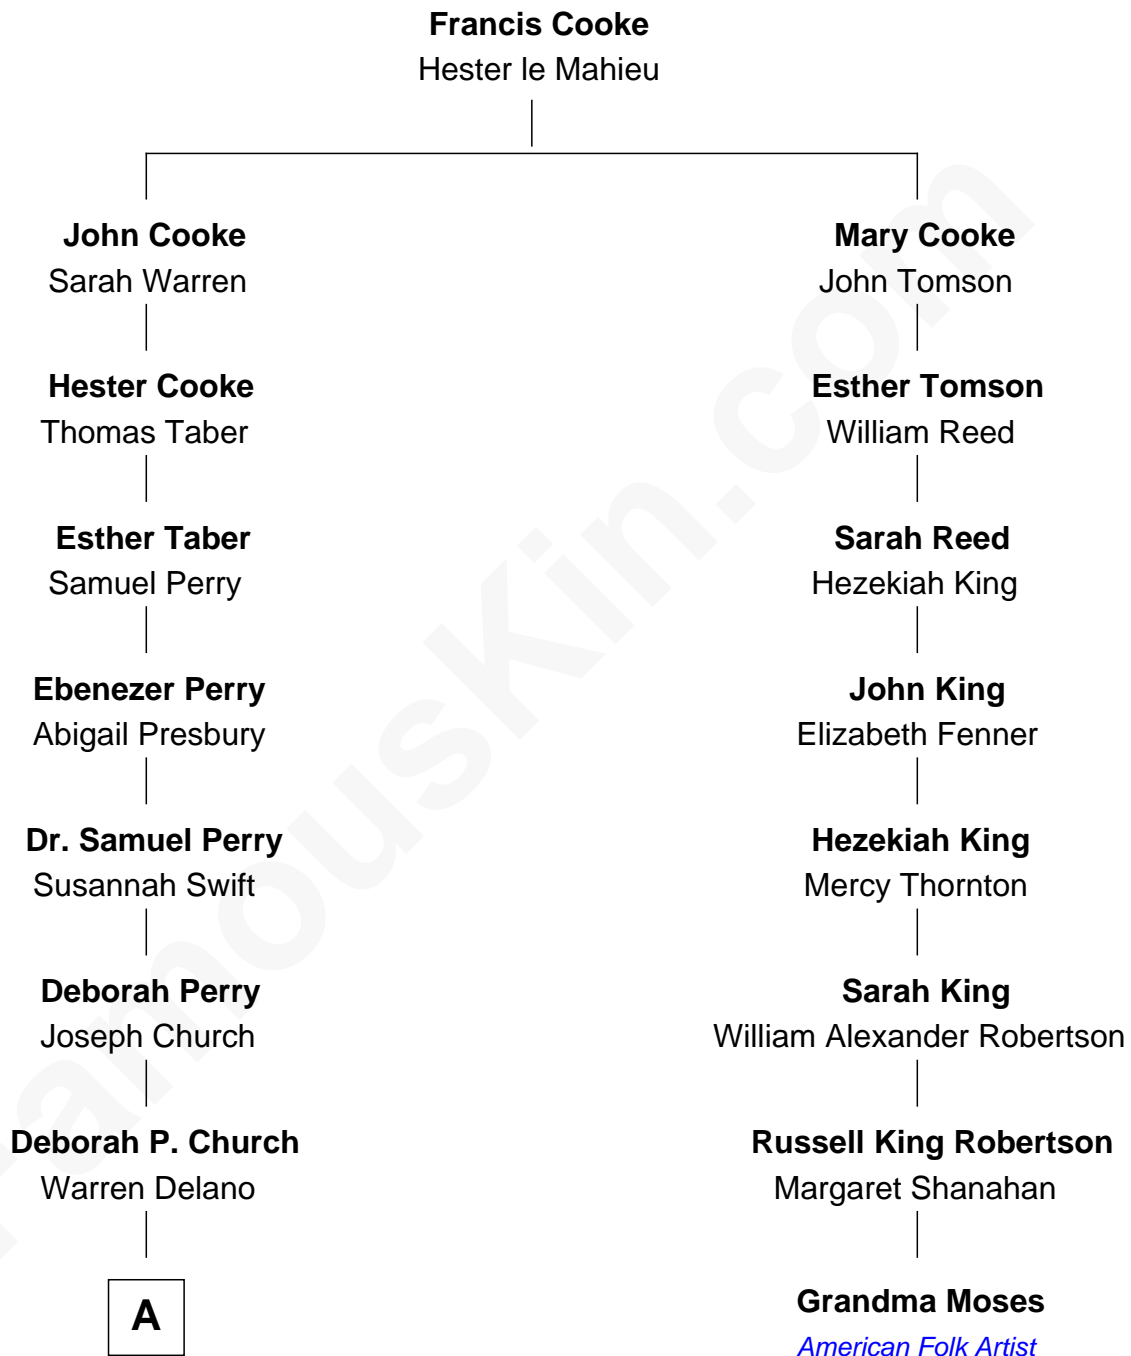 Francis Cooke
Hester le Mahieu
John Cooke
Sarah Warren
Mary Cooke
John Tomson
Hester Cooke
Thomas Taber
Esther Tomson
William Reed
Esther Taber
Samuel Perry
Sarah Reed
Hezekiah King
Ebenezer Perry
Abigail Presbury
John King
Elizabeth Fenner
Dr. Samuel Perry
Susannah Swift
Hezekiah King
Mercy Thornton
Deborah Perry
Joseph Church
Sarah King
William Alexander Robertson
Deborah P. Church
Warren Delano
Russell King Robertson
Margaret Shanahan
A
Grandma Moses
American Folk Artist
FamousKin.com